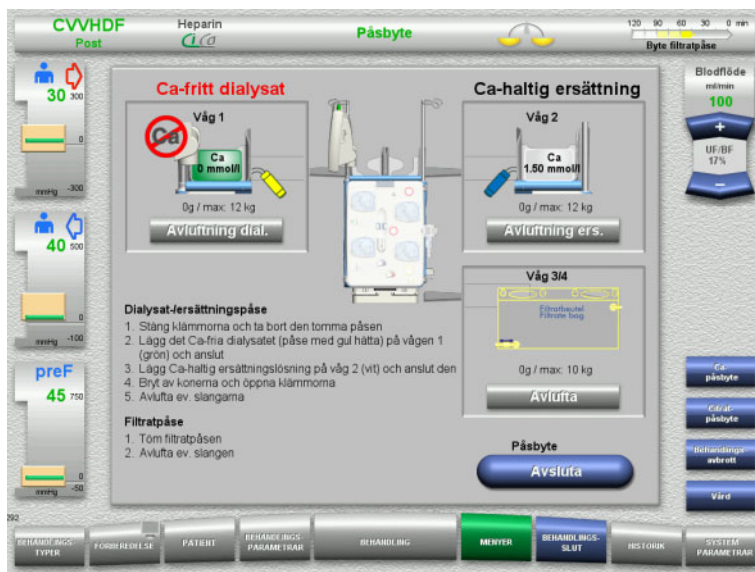 CVVHDF
Post
Heparin
CiCa
Påsbyte
120 90 60 30 0 min
Byte filtratpåse
30
300
0
mmHg
-300
40
500
0
mmHg
-100
preF
45
750
0
mmHg
-50
Ca-fritt dialysat
Våg 1
Ca
Ca
0 mmol/l
0g / max: 12 kg
Avluftning dial.
Ca-haltig ersättning
Våg 2
Ca
1.50 mmol/l
0g / max: 12 kg
Avluftning ers.
Våg 3/4
Filtratbeutel
Filtrate bag
0g / max: 10 kg
Avlufta
Dialysat-/ersättningspåse
1. Stäng klämmorna och ta bort den tomma påsen
2. Lägg det Ca-fria dialysatet (påse med gul hätta) på vågen 1
(grön) och anslut
3. Lägg Ca-haltig ersättningslösning på våg 2 (vit) och anslut den
4. Bryt av konerna och öppna klämmorna
5. Avlufta ev. slangarna
Filtratpåse
1. Töm filtratpåsen
2. Avlufta ev. slangen
Påsbyte
Avsluta
Blodflöde
ml/min
100
+
UF/BF
17%
−
Ca-
påsbyte
Citrat-
påsbyte
Behandlings-
avbrott
Vård
292
BEHANDLINGS-
TYPER
FÖRBEREDELSE
PATIENT
BEHANDLINGS-
PARAMETRAR
BEHANDLING
MENYER
BEHANDLINGS-
SLUT
HISTORIK
SYSTEM
PARAMETRAR